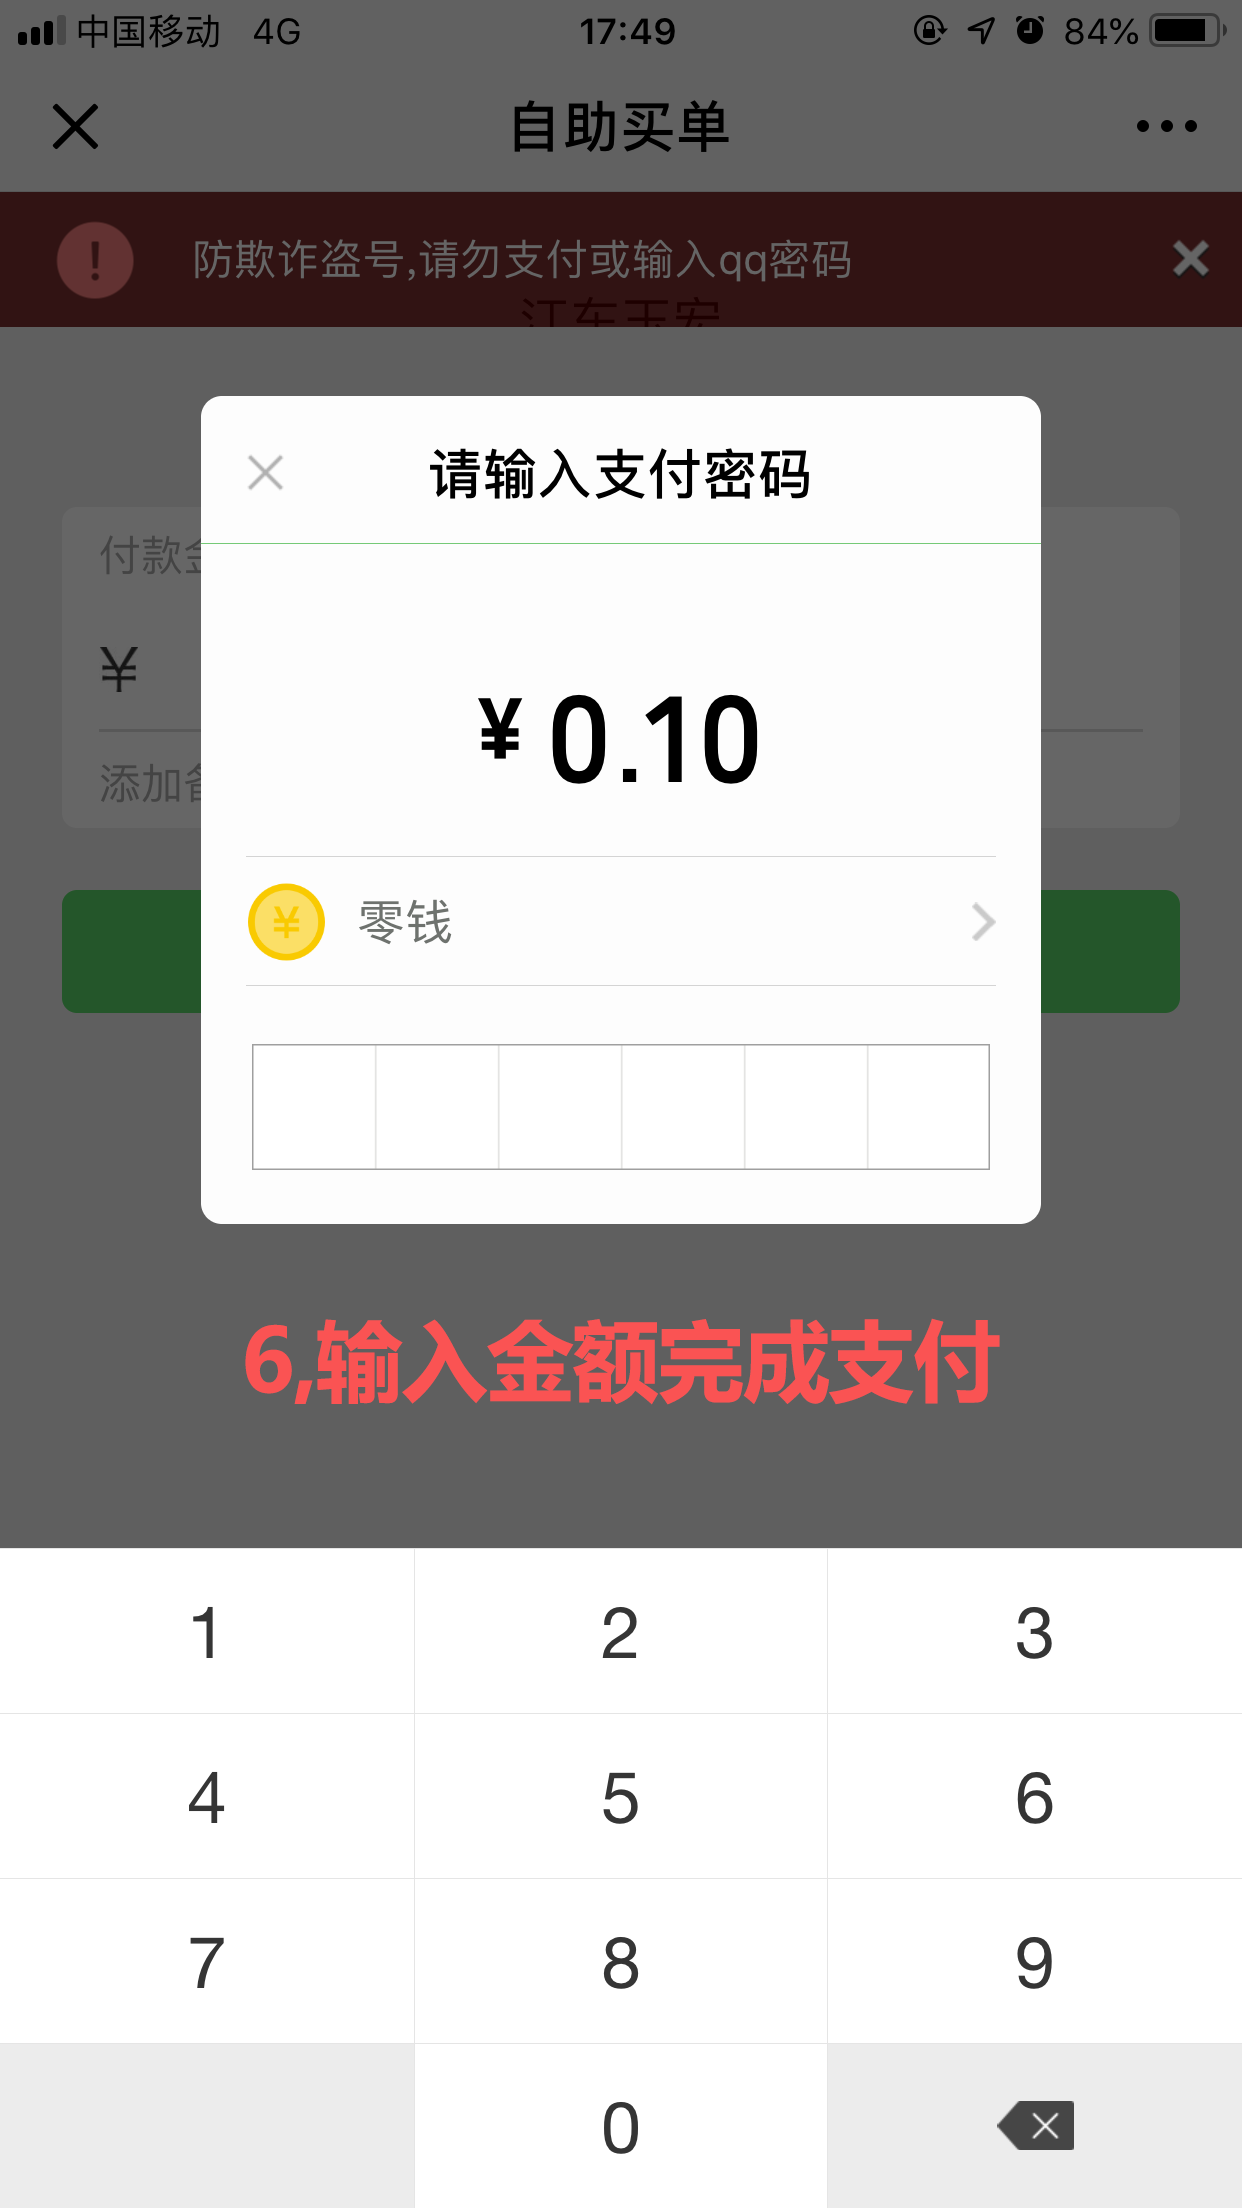 中国移动 4G 17:49 84%
自助买单
防欺诈盗号,请勿支付或输入qq密码
请输入支付密码
付款
¥
¥ 0.10
添加
零钱
6,输入金额完成支付
1 2 3
4 5 6
7 8 9
0